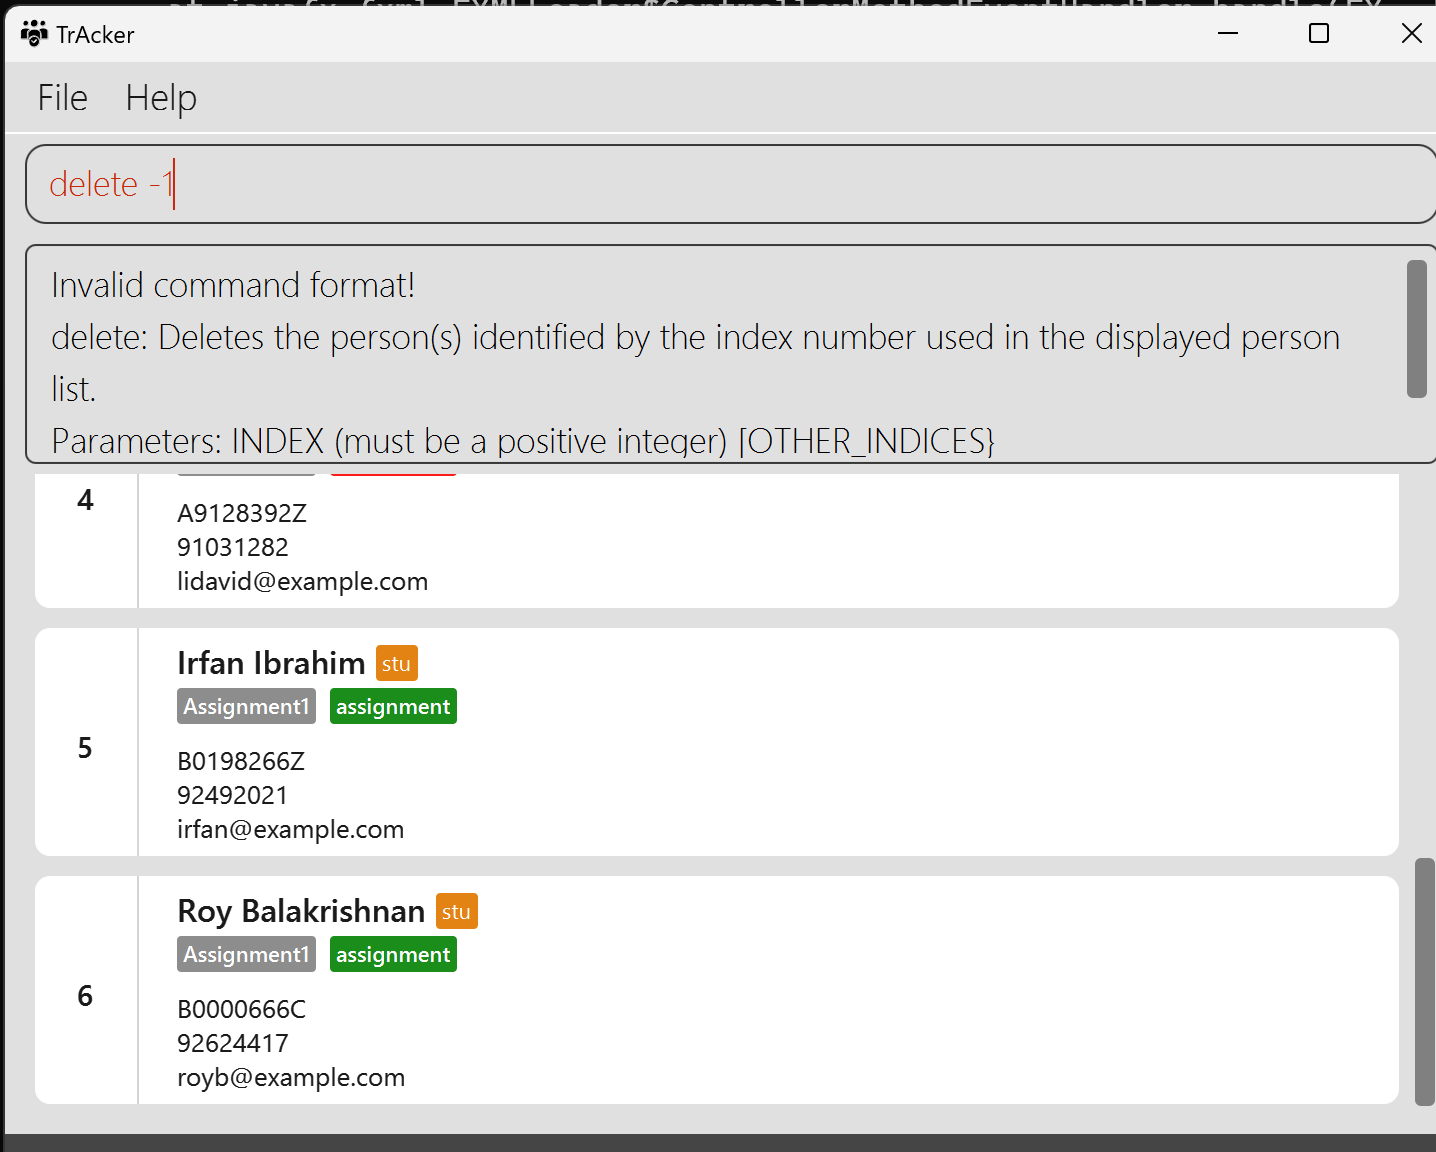 TrAcker
File Help
delete -1
Invalid command format!
delete: Deletes the person(s) identified by the index number used in the displayed person
list.
Parameters: INDEX (must be a positive integer) [OTHER_INDICES}
4
A9128392Z
91031282
lidavid@example.com
5
Irfan Ibrahim stu
Assignment1 assignment
B0198266Z
92492021
irfan@example.com
6
Roy Balakrishnan stu
Assignment1 assignment
B0000666C
92624417
royb@example.com